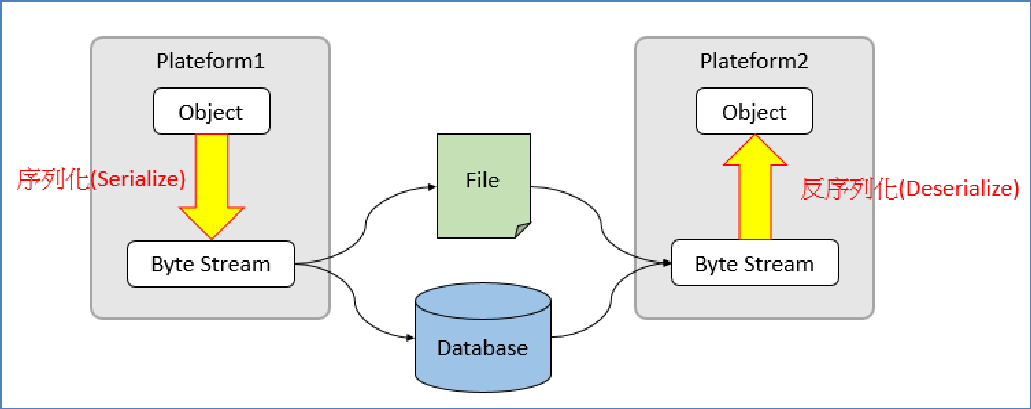 Plateform1
Object
序列化(Serialize)
Byte Stream
File
Database
Plateform2
Object
反序列化(Deserialize)
Byte Stream